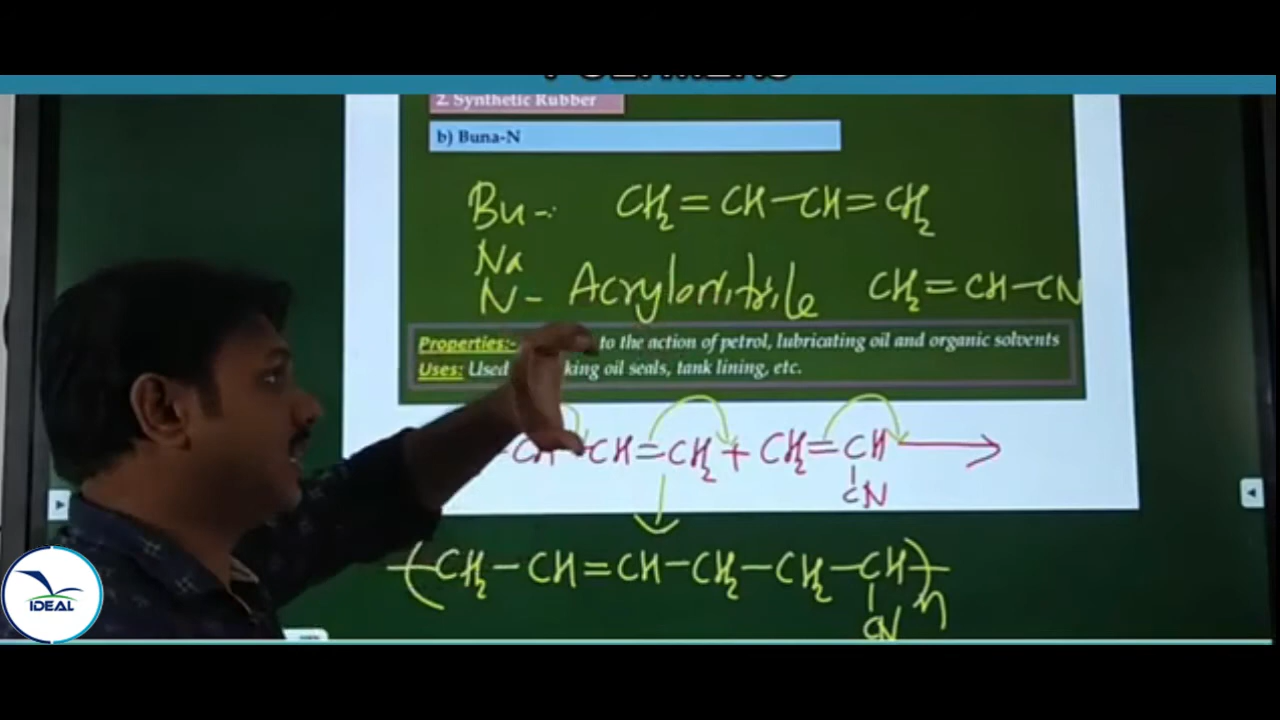 2. Synthetic Rubber
b) Buna-N
Bu - CH₂=CH-CH=CH₂
Na
N - Acrylonitrile CH₂=CH-CN
Properties:- to the action of petrol, lubricating oil and organic solvents
Uses: Used king oil seals, tank lining, etc.
CH CH=CH₂ + CH₂=CH →
CN
(CH₂-CH=CH-CH₂-CH₂-CH)n
CN
IDEAL